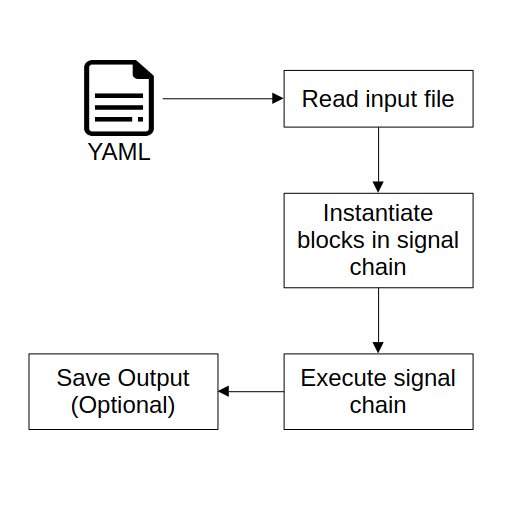 YAML
Read input file
Instantiate
blocks in signal
chain
Execute signal
chain
Save Output
(Optional)